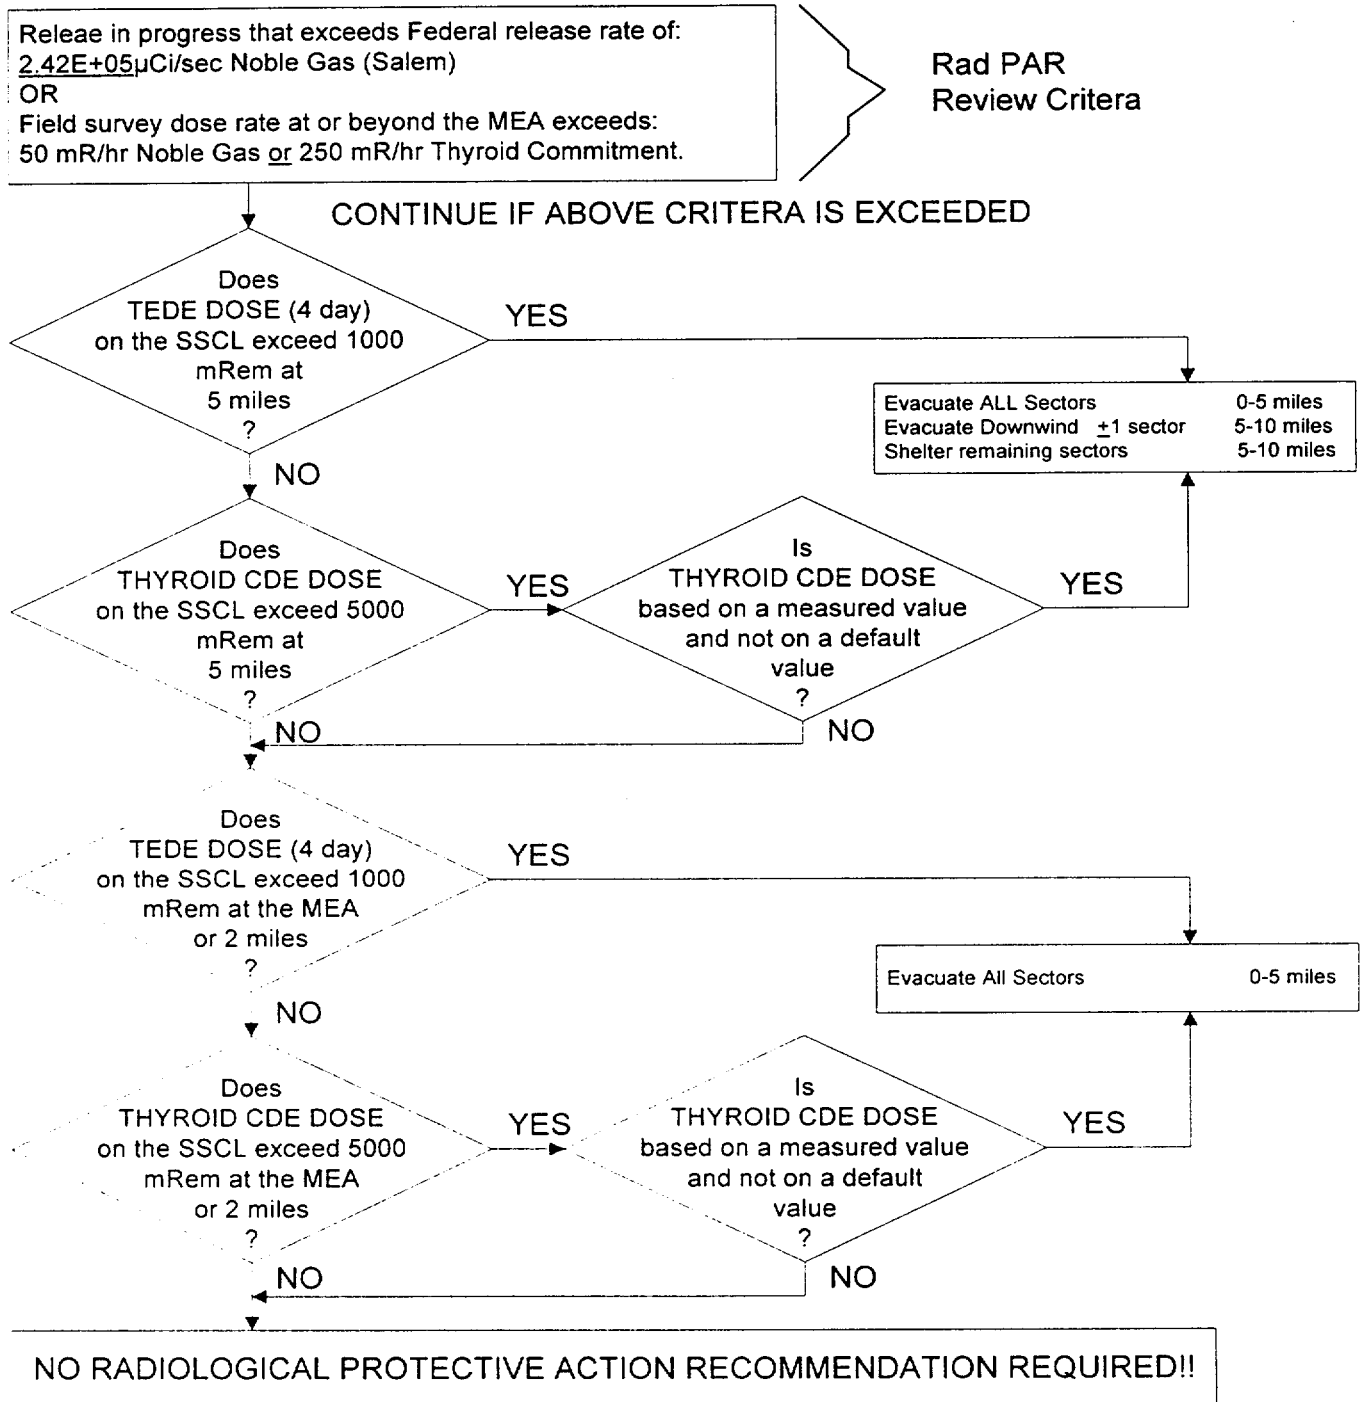 Releae in progress that exceeds Federal release rate of:
2.42E+05µCi/sec Noble Gas (Salem)
OR
Field survey dose rate at or beyond the MEA exceeds:
50 mR/hr Noble Gas or 250 mR/hr Thyroid Commitment.
Rad PAR
Review Critera
CONTINUE IF ABOVE CRITERA IS EXCEEDED
Does
TEDE DOSE (4 day)
on the SSCL exceed 1000
mRem at
5 miles
?
YES
NO
Evacuate ALL Sectors 0-5 miles
Evacuate Downwind ±1 sector 5-10 miles
Shelter remaining sectors 5-10 miles
Does
THYROID CDE DOSE
on the SSCL exceed 5000
mRem at
5 miles
?
YES
NO
Is
THYROID CDE DOSE
based on a measured value
and not on a default
value
?
YES
NO
Does
TEDE DOSE (4 day)
on the SSCL exceed 1000
mRem at the MEA
or 2 miles
?
YES
NO
Evacuate All Sectors 0-5 miles
Does
THYROID CDE DOSE
on the SSCL exceed 5000
mRem at the MEA
or 2 miles
?
YES
NO
Is
THYROID CDE DOSE
based on a measured value
and not on a default
value
?
YES
NO
NO RADIOLOGICAL PROTECTIVE ACTION RECOMMENDATION REQUIRED!!